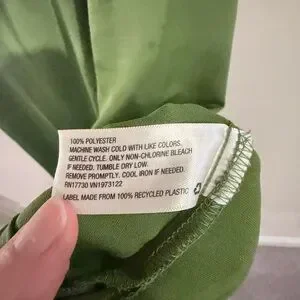 100% POLYESTER
MACHINE WASH COLD WITH LIKE COLORS.
GENTLE CYCLE. ONLY NON-CHLORINE BLEACH
IF NEEDED. TUMBLE DRY LOW.
REMOVE PROMPTLY. COOL IRON IF NEEDED.
RN17730 VN1973122
LABEL MADE FROM 100% RECYCLED PLASTIC